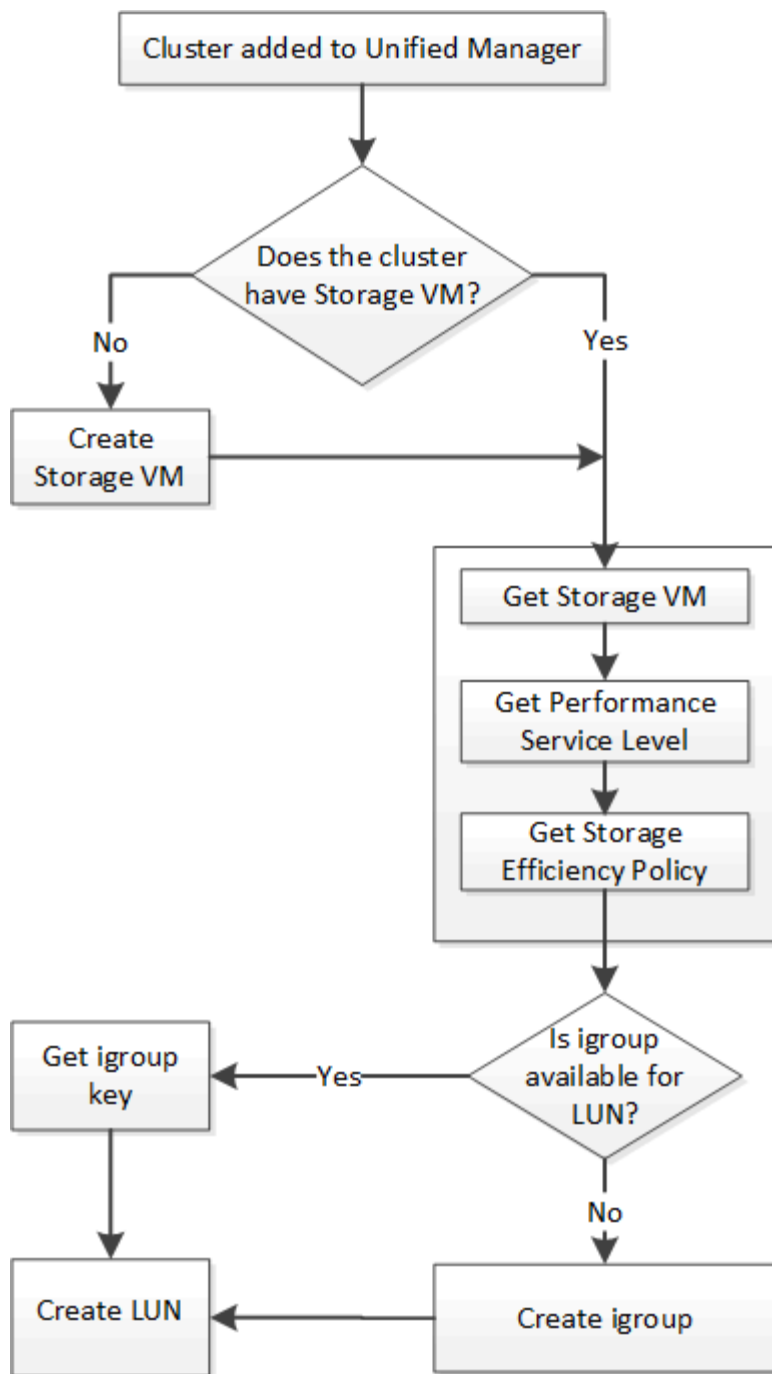 Cluster added to Unified Manager
Does the cluster
have Storage VM?
No
Yes
Create
Storage VM
Get Storage VM
Get Performance
Service Level
Get Storage
Efficiency Policy
Is igroup
available for
LUN?
Yes
Get igroup
key
No
Create LUN
Create igroup